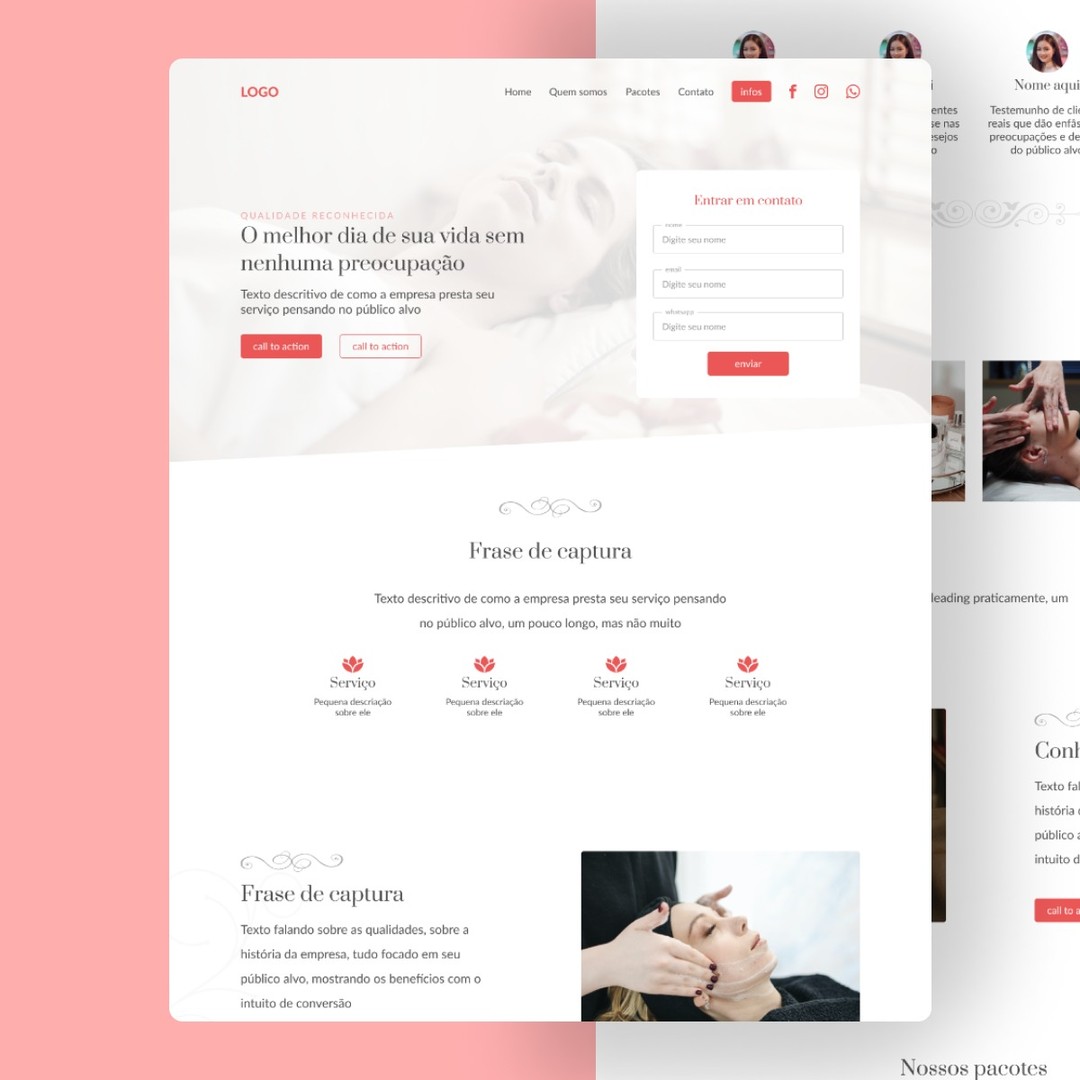 LOGO
Home
Quem somos
Pacotes
Contato
infos
QUALIDADE RECONHECIDA
O melhor dia de sua vida sem
nenhuma preocupação
Texto descritivo de como a empresa presta seu
serviço pensando no público alvo
call to action
call to action
Entrar em contato
nome
Digite seu nome
email
Digite seu nome
whatsapp
Digite seu nome
enviar
Frase de captura
Texto descritivo de como a empresa presta seu serviço pensando
no público alvo, um pouco longo, mas não muito
Serviço
Pequena descriação
sobre ele
Serviço
Pequena descriação
sobre ele
Serviço
Pequena descriação
sobre ele
Serviço
Pequena descriação
sobre ele
Frase de captura
Texto falando sobre as qualidades, sobre a
história da empresa, tudo focado em seu
público alvo, mostrando os benefícios com o
intuito de conversão
Nome aqui
Testemunho de clie
reais que dão enfâs
preocupações e de
do público alvo
leading praticamente, um
Conh
Texto fal
história d
público a
intuito d
call to a
Nossos pacotes